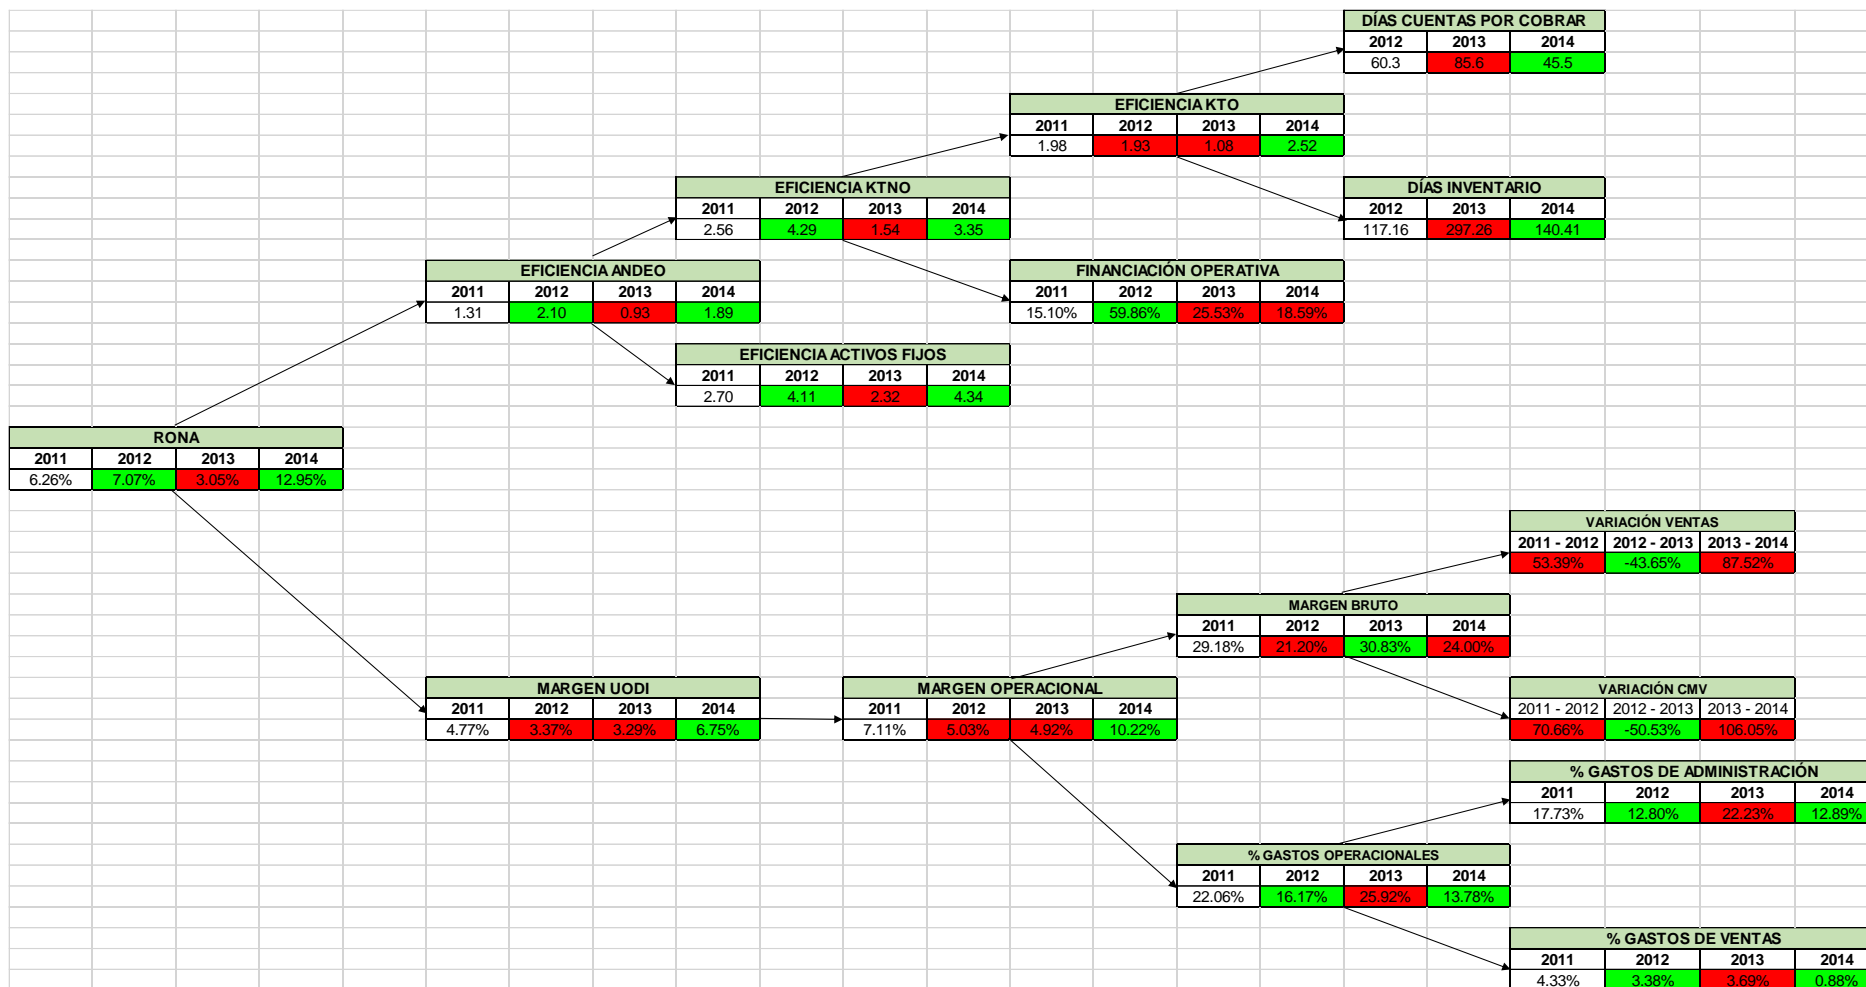 DÍAS CUENTAS POR COBRAR
2012 2013 2014
60.3 85.6 45.5
EFICIENCIA KTO
2011 2012 2013 2014
1.98 1.93 1.08 2.52
EFICIENCIA KTNO
2011 2012 2013 2014
2.56 4.29 1.54 3.35
DÍAS INVENTARIO
2012 2013 2014
117.16 297.26 140.41
EFICIENCIA ANDEO
2011 2012 2013 2014
1.31 2.10 0.93 1.89
FINANCIACIÓN OPERATIVA
2011 2012 2013 2014
15.10% 59.86% 25.53% 18.59%
EFICIENCIA ACTIVOS FIJOS
2011 2012 2013 2014
2.70 4.11 2.32 4.34
RONA
2011 2012 2013 2014
6.26% 7.07% 3.05% 12.95%
VARIACIÓN VENTAS
2011 - 2012 2012 - 2013 2013 - 2014
53.39% -43.65% 87.52%
MARGEN BRUTO
2011 2012 2013 2014
29.18% 21.20% 30.83% 24.00%
MARGEN UODI
2011 2012 2013 2014
4.77% 3.37% 3.29% 6.75%
MARGEN OPERACIONAL
2011 2012 2013 2014
7.11% 5.03% 4.92% 10.22%
VARIACIÓN CMV
2011 - 2012 2012 - 2013 2013 - 2014
70.66% -50.53% 106.05%
% GASTOS DE ADMINISTRACIÓN
2011 2012 2013 2014
17.73% 12.80% 22.23% 12.89%
% GASTOS OPERACIONALES
2011 2012 2013 2014
22.06% 16.17% 25.92% 13.78%
% GASTOS DE VENTAS
2011 2012 2013 2014
4.33% 3.38% 3.69% 0.88%